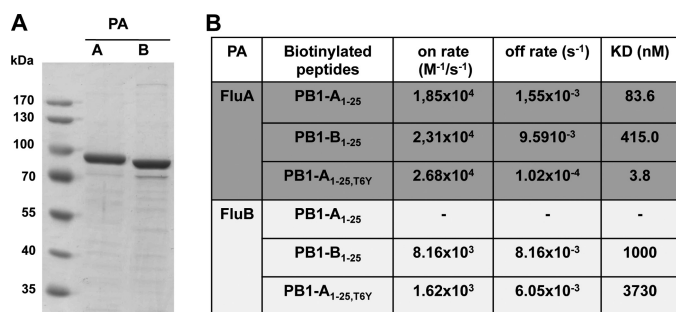 A
PA
A B
kDa
170
130
100
70
55
40
35
B
PA Biotinylated peptides on rate (M⁻¹/s⁻¹) off rate (s⁻¹) KD (nM)
FluA PB1-A₁₋₂₅ 1,85x10⁴ 1,55x10⁻³ 83.6
PB1-B₁₋₂₅ 2,31x10⁴ 9.5910⁻³ 415.0
PB1-A₁₋₂₅,T6Y 2.68x10⁴ 1.02x10⁻⁴ 3.8
FluB PB1-A₁₋₂₅ - - -
PB1-B₁₋₂₅ 8.16x10³ 8.16x10⁻³ 1000
PB1-A₁₋₂₅,T6Y 1.62x10³ 6.05x10⁻³ 3730